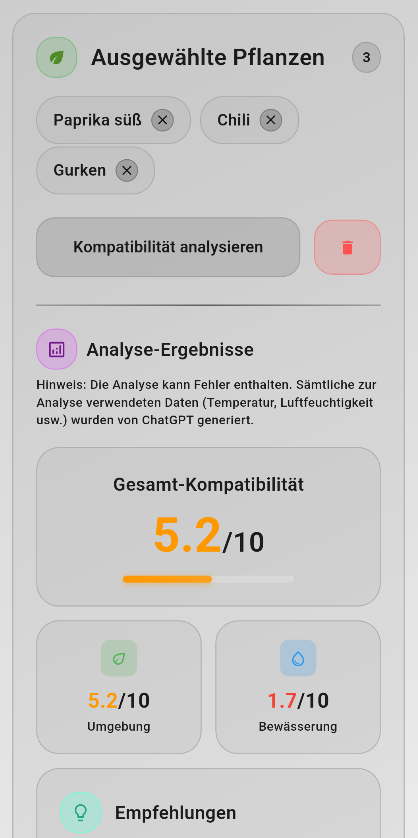 Ausgewählte Pflanzen 3
Paprika süß Chili
Gurken
Kompatibilität analysieren
Analyse-Ergebnisse
Hinweis: Die Analyse kann Fehler enthalten. Sämtliche zur
Analyse verwendeten Daten (Temperatur, Luftfeuchtigkeit
usw.) wurden von ChatGPT generiert.
Gesamt-Kompatibilität
5.2/10
5.2/10
Umgebung
1.7/10
Bewässerung
Empfehlungen